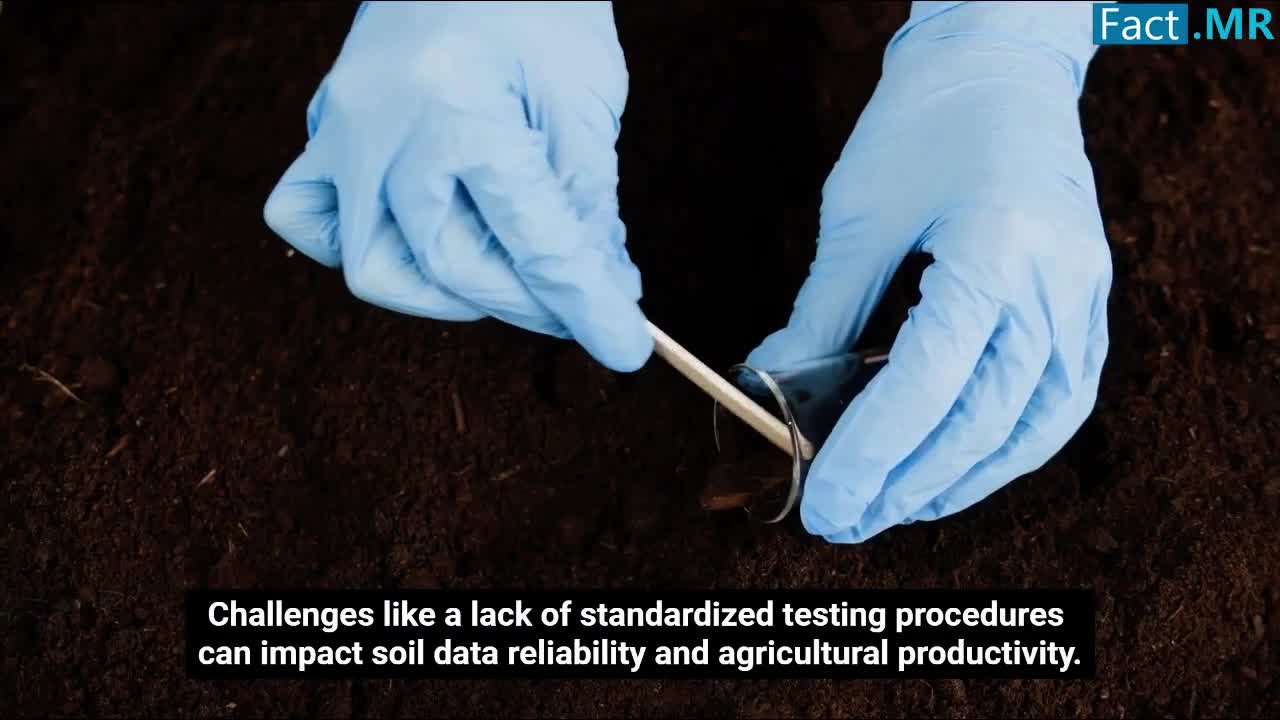 Fact.MR
Challenges like a lack of standardized testing procedures
can impact soil data reliability and agricultural productivity.